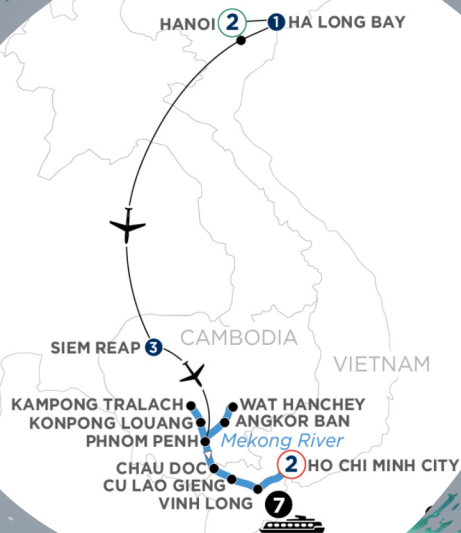 HANOI 2 1 HA LONG BAY
SIEM REAP 3
CAMBODIA
VIETNAM
KAMPONG TRALACH WAT HANCHEY
KONPONG LOUANG ANGKOR BAN
PHNOM PENH Mekong River
CHAU DOC 2 HO CHI MINH CITY
CU LAO GIENG
VINH LONG 7